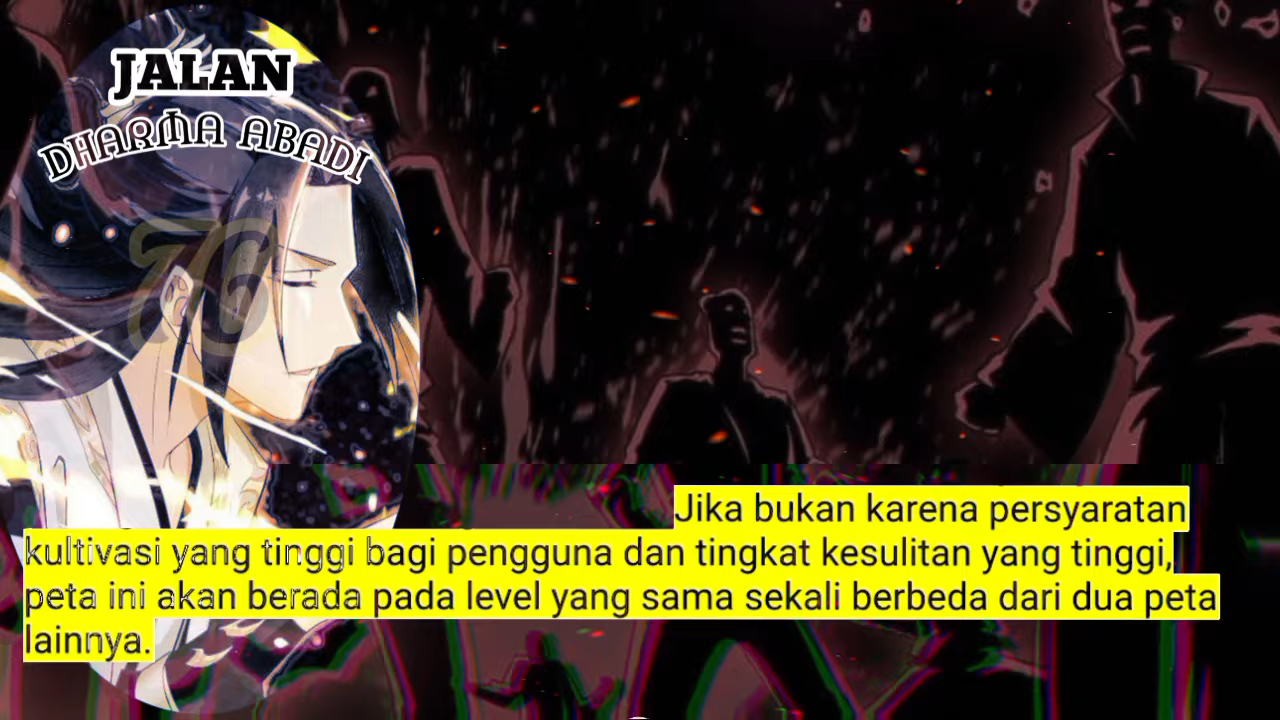 JALAN
DHARMA ABADI
Jika bukan karena persyaratan
kultivasi yang tinggi bagi pengguna dan tingkat kesulitan yang tinggi,
peta ini akan berada pada level yang sama sekali berbeda dari dua peta
lainnya.